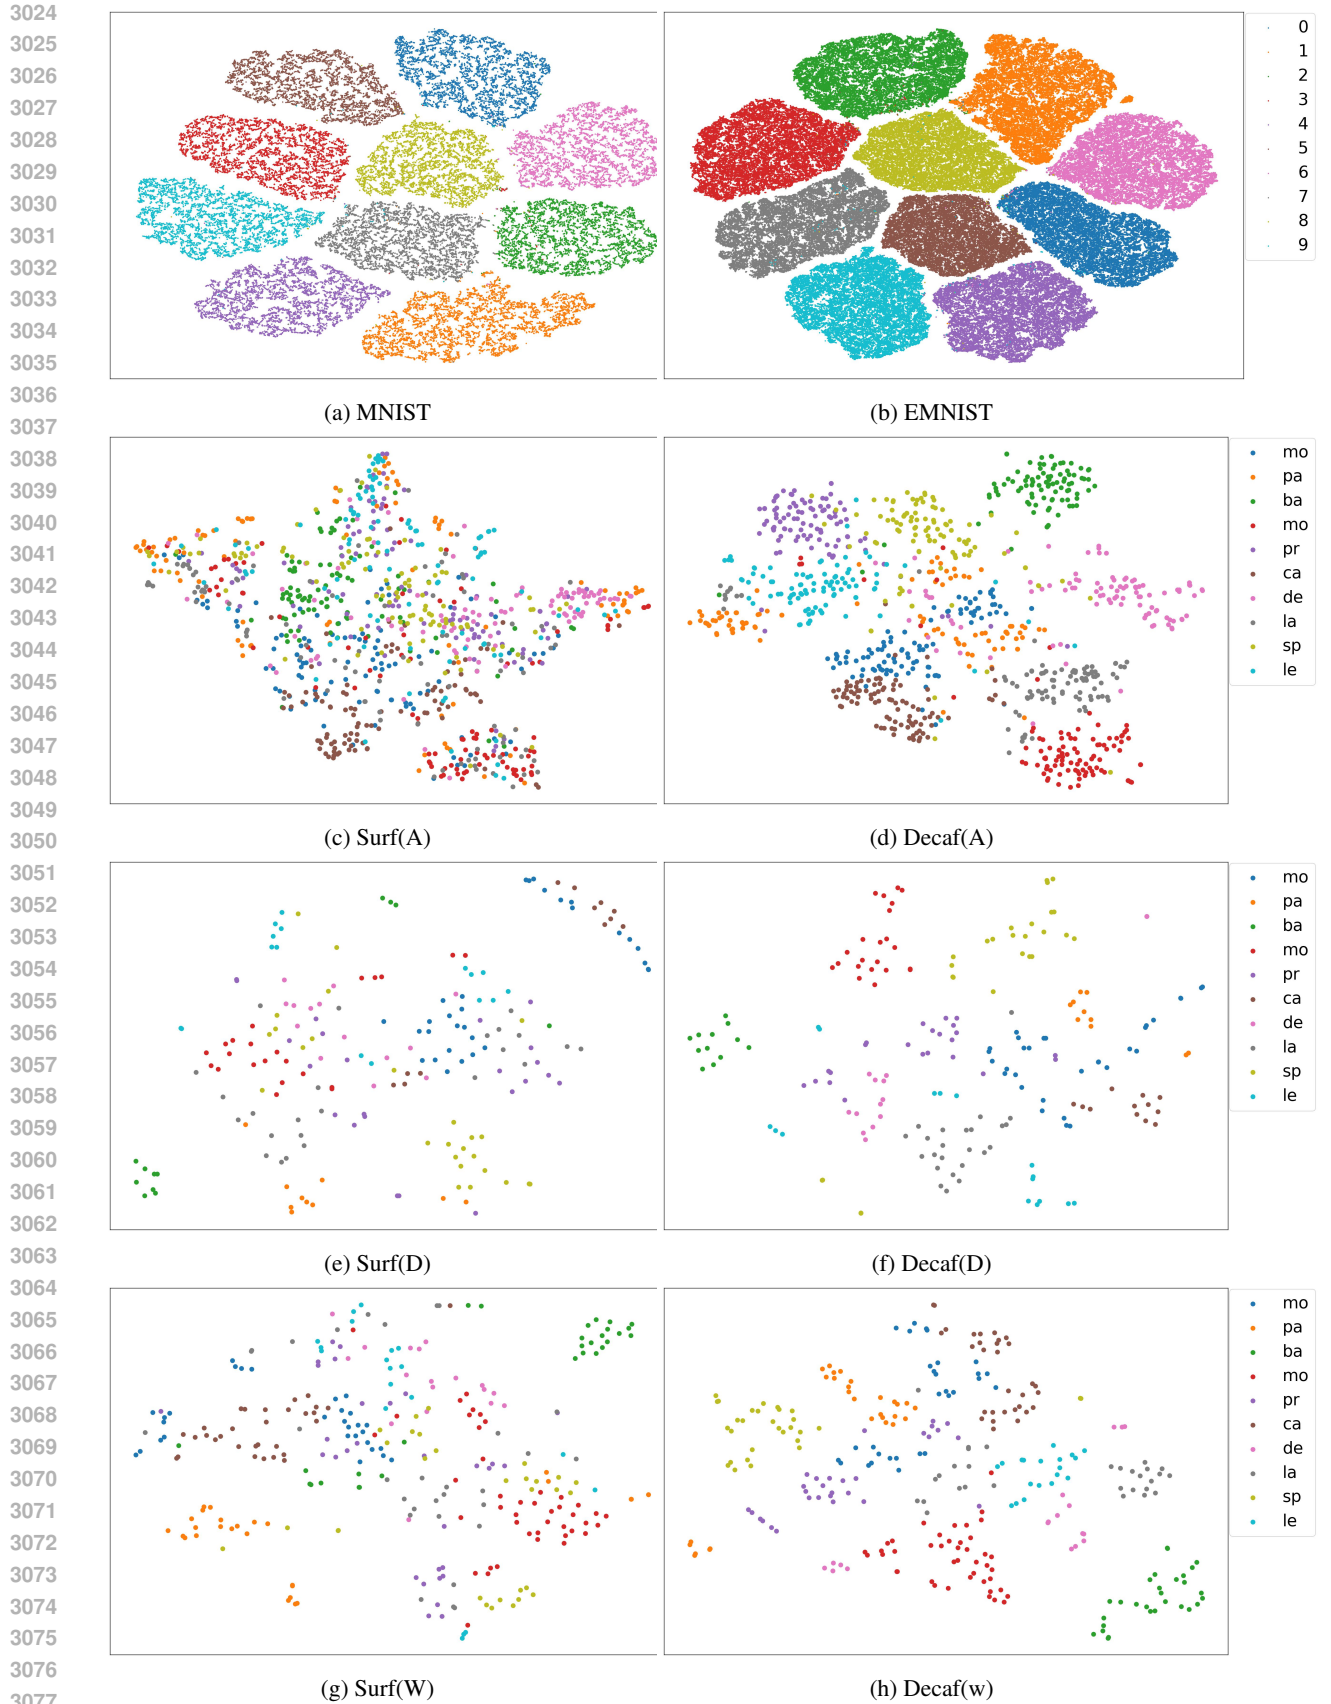 3024
0
3025
1
3026
2
3027
3
3028
4
5
3029
6
3030
7
3031
8
3032
9
3033
3034
3035
3036
(a) MNIST
(b) EMNIST
3037
3038
mo
3039
pa
3040
ba
3041
mo
3042
pr
ca
3043
de
3044
la
sp
3045
le
3046
3047
3048
3049
3050
(c) Surf(A)
(d) Decaf(A)
3051
mo
3052
pa
3053
ba
3054
mo
pr
3055
ca
3056
de
la
3057
sp
3058
le
3059
3060
3061
3062
3063
(e) Surf(D)
(f) Decaf(D)
3064
mo
3065
pa
3066
ba
3067
mo
3068
pr
ca
3069
de
3070
la
3071
sp
le
3072
3073
3074
3075
3076
3077
(g) Surf(W)
(h) Decaf(w)